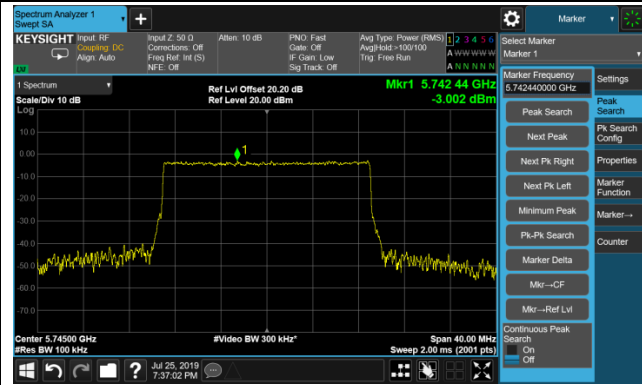 Spectrum Analyzer 1
Swept SA
+
Marker
KEYSIGHT
Input: RF
Coupling: DC
Align: Auto
Input Z: 50 Ω
Corrections: Off
Freq Ref: Int (S)
NFE: Off
Atten: 10 dB
PNO: Fast
Gate: Off
IF Gain: Low
Sig Track: Off
Avg Type: Power (RMS)
Avg|Hold:>100/100
Trig: Free Run
1 2 3 4 5 6
A W W W W W
A N N N N N
LXI
Select Marker
Marker 1
1 Spectrum
Scale/Div 10 dB
Ref Lvl Offset 20.20 dB
Ref Level 20.00 dBm
Mkr1 5.742 44 GHz
-3.002 dBm
Log
10.0
0.00
-10.0
-20.0
-30.0
-40.0
-50.0
-60.0
-70.0
1
Center 5.74500 GHz
#Res BW 100 kHz
#Video BW 300 kHz*
Span 40.00 MHz
Sweep 2.00 ms (2001 pts)
Marker Frequency
5.742440000 GHz
Peak Search
Next Peak
Next Pk Right
Next Pk Left
Minimum Peak
Pk-Pk Search
Marker Delta
Mkr→CF
Mkr→Ref Lvl
Continuous Peak
Search
On
Off
Settings
Peak
Search
Pk Search
Config
Properties
Marker
Function
Marker→
Counter
?
Jul 25, 2019
7:37:02 PM